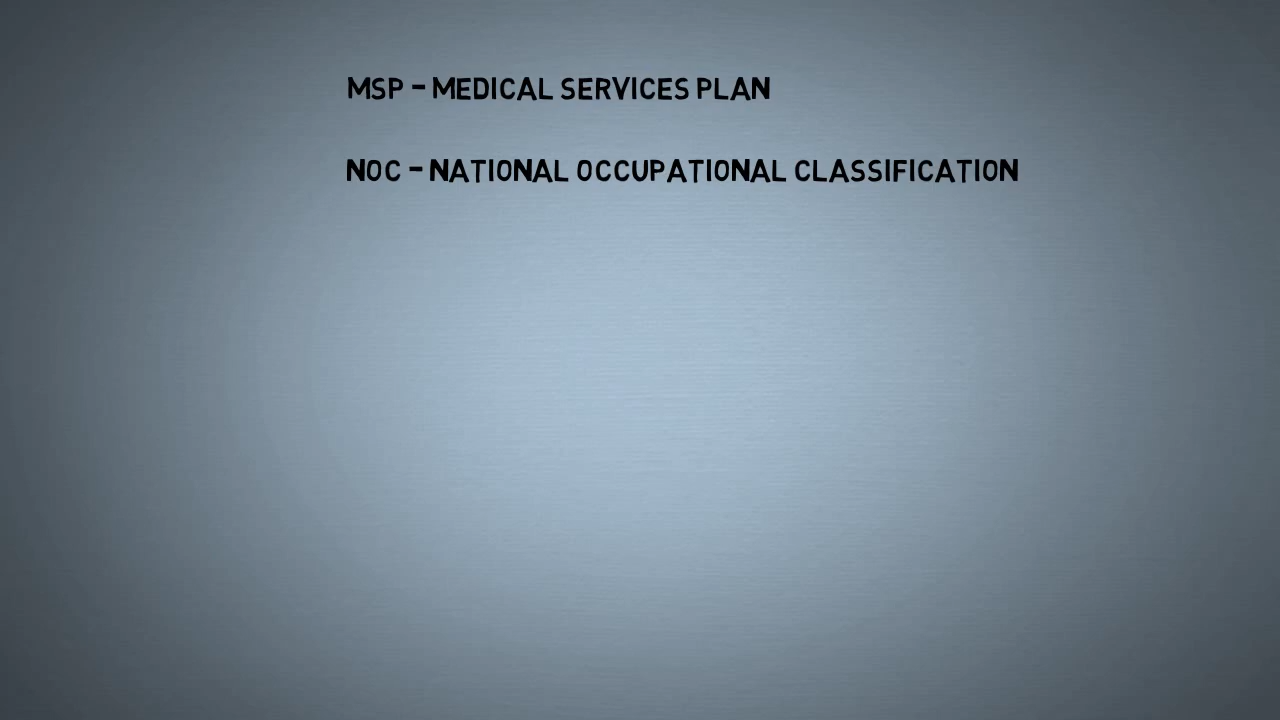 MSP - MEDICAL SERVICES PLAN
NOC - NATIONAL OCCUPATIONAL CLASSIFICATION